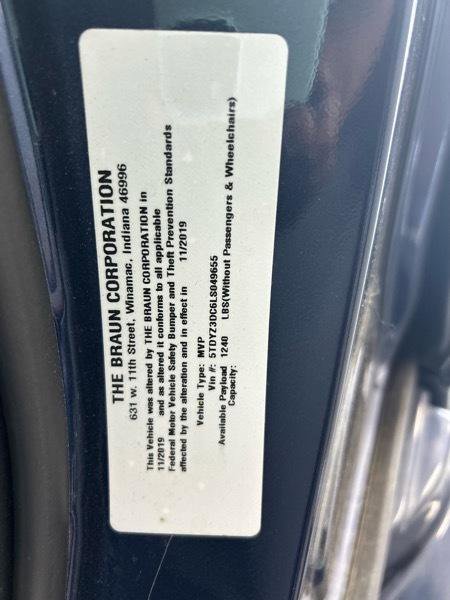 THE BRAUN CORPORATION
631 w. 11th Street, Winamac, Indiana 46996
This Vehicle was altered by THE BRAUN CORPORATION in
11/2019 and as altered it conforms to all applicable
Federal Motor Vehicle Safety Bumper and Theft Prevention Standards
affected by the alteration and in effect in 11/2019
Vehicle Type: MVP
Vin #: 5TDYZ3DC6LS049655
Available Payload 1240 LBS(Without Passengers & Wheelchairs)
Capacity: